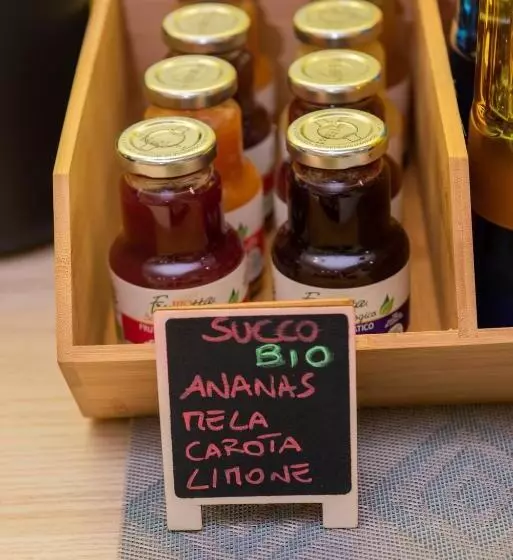 SUCCO
BIO
ANANAS
MELA
CAROTA
LIMONE